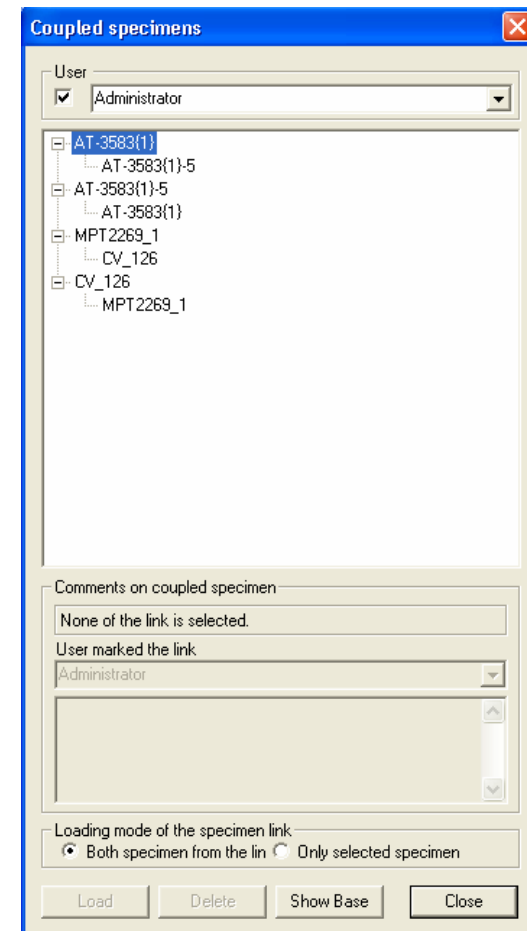 Coupled specimens
User
Administrator
AT-3583{1}
AT-3583{1}-5
AT-3583{1}-5
AT-3583{1}
MPT2269_1
CV_126
CV_126
MPT2269_1
Comments on coupled specimen
None of the link is selected.
User marked the link
Administrator
Loading mode of the specimen link
Both specimen from the lin Only selected specimen
Load Delete Show Base Close